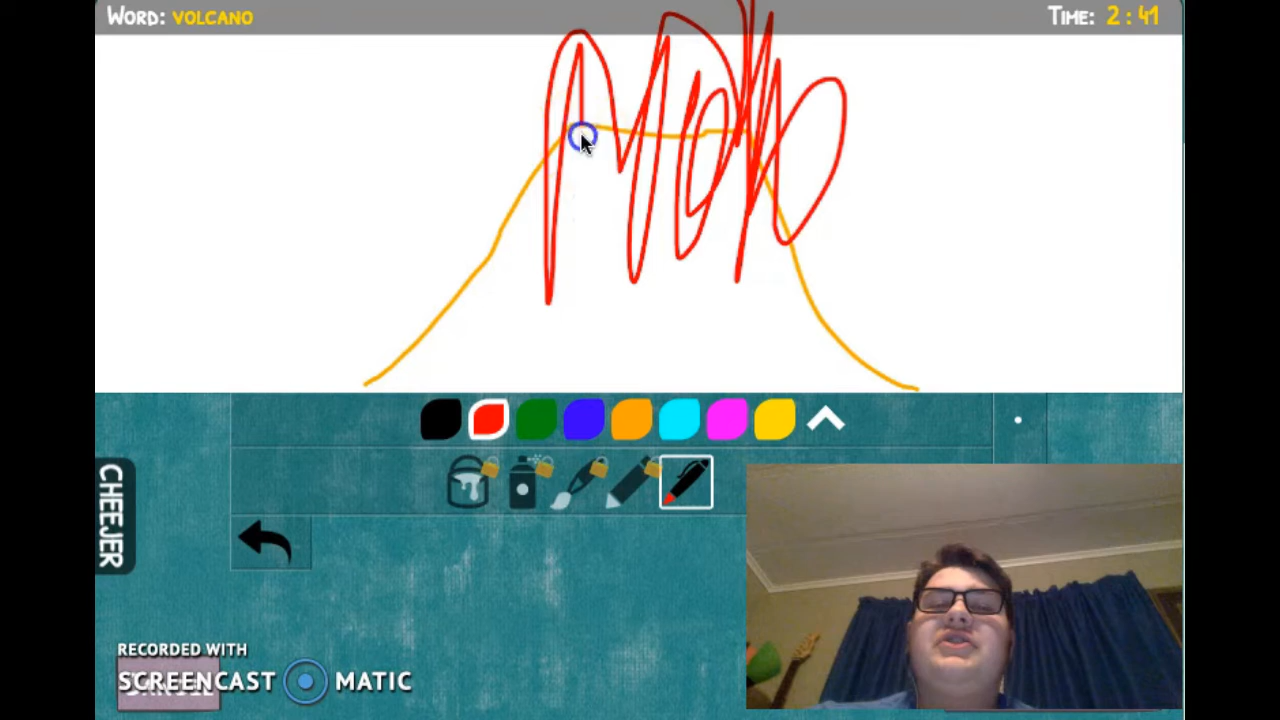 WORD: VOLCANO
TIME: 2:41
CHEEJER
RECORDED WITH
SCREENCAST MATIC